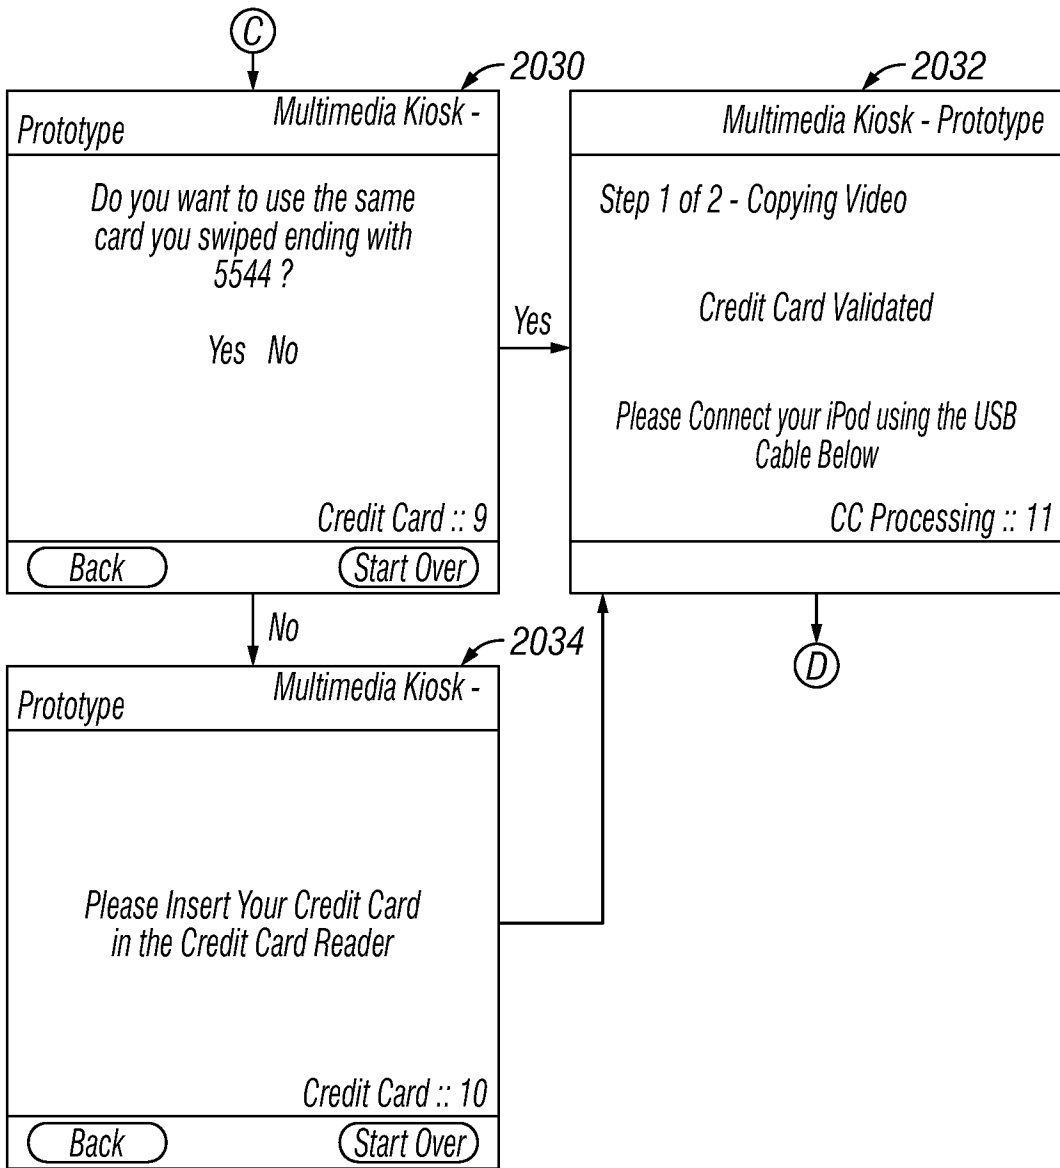 C
2030
Multimedia Kiosk -
Prototype
Do you want to use the same
card you swiped ending with
5544 ?
Yes No
Credit Card :: 9
Back
Start Over
Yes
2032
Multimedia Kiosk - Prototype
Step 1 of 2 - Copying Video
Credit Card Validated
Please Connect your iPod using the USB
Cable Below
CC Processing :: 11
D
No
2034
Multimedia Kiosk -
Prototype
Please Insert Your Credit Card
in the Credit Card Reader
Credit Card :: 10
Back
Start Over